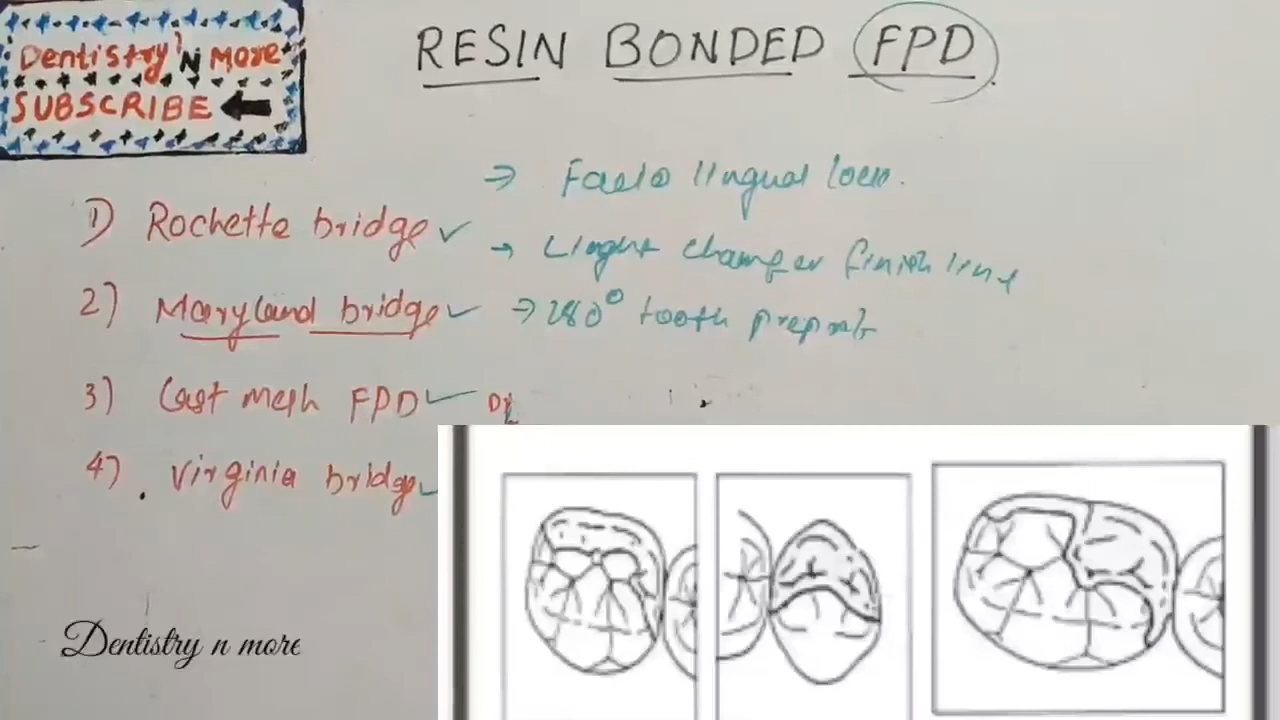 Dentistry'N MORE
SUBSCRIBE
RESIN BONDED FPD
→ Facio lingual lock.
1) Rochette bridge ✓
→ Light chamfer finish line
2) Maryland bridge ✓
→ 180° tooth prepratn
3) Cast mesh FPD ✓
4) Virginia bridge ✓
Dentistry n more